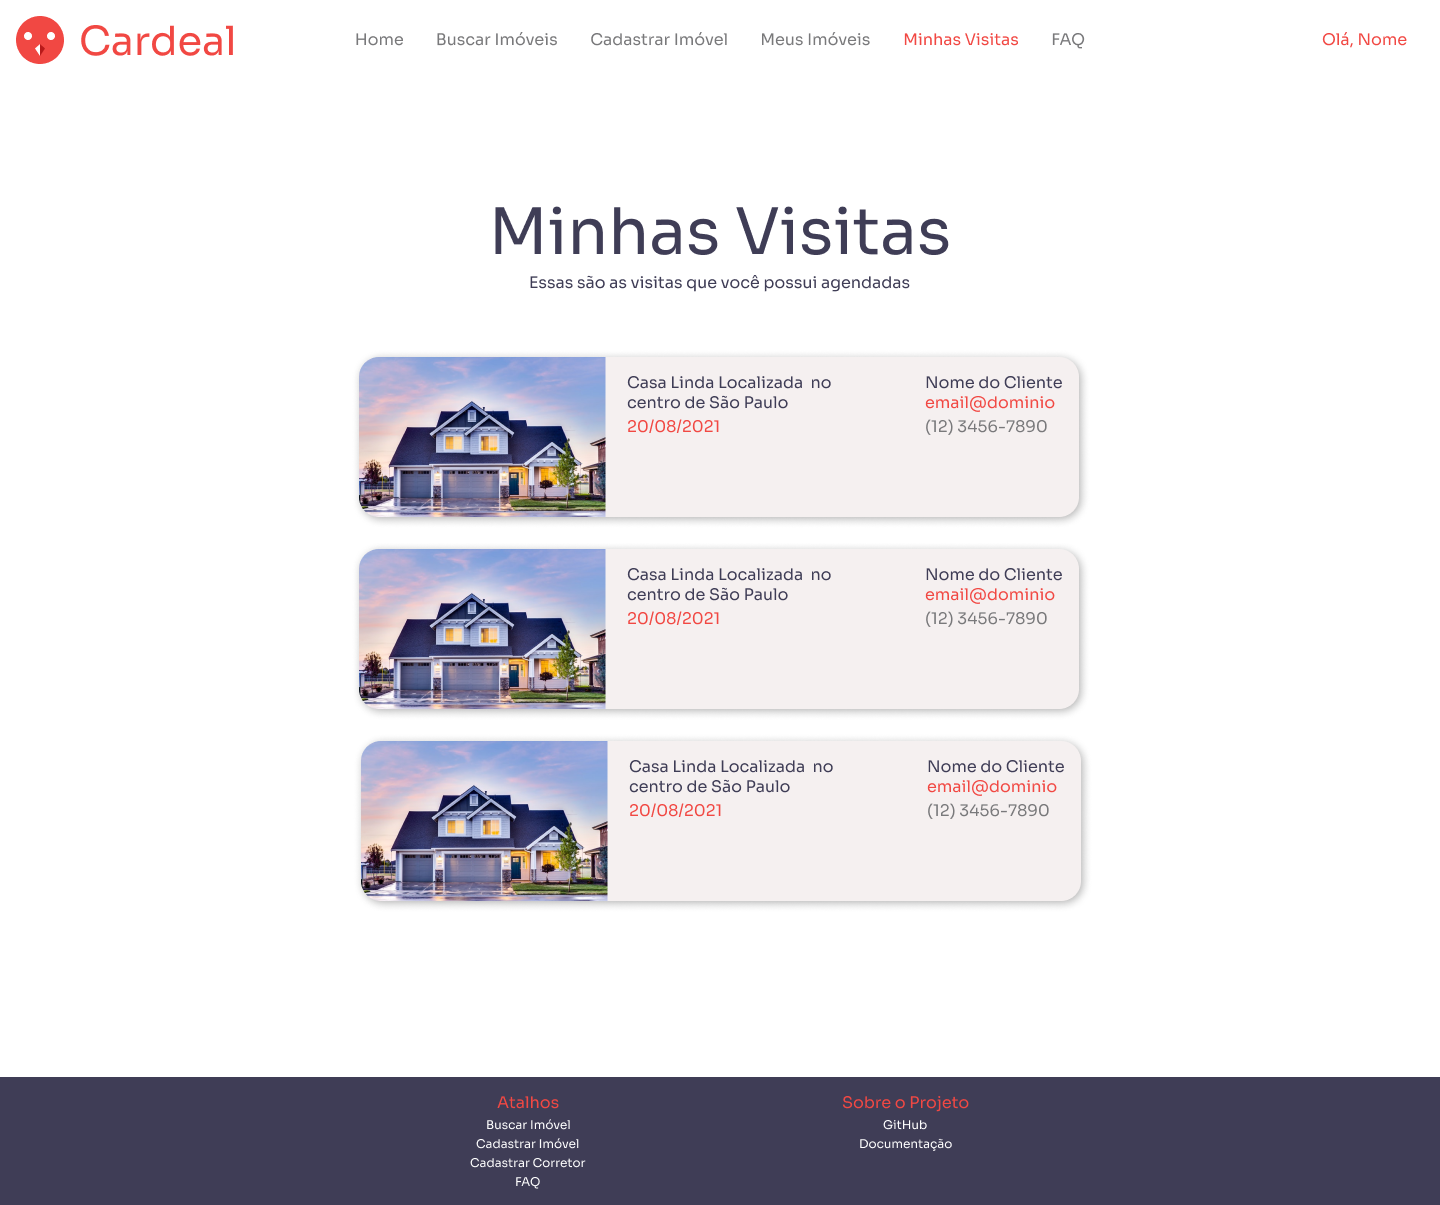 Cardeal
Home Buscar Imóveis Cadastrar Imóvel Meus Imóveis Minhas Visitas FAQ
Olá, Nome
Minhas Visitas
Essas são as visitas que você possui agendadas
Casa Linda Localizada no
centro de São Paulo
20/08/2021
Nome do Cliente
email@dominio
(12) 3456-7890
Casa Linda Localizada no
centro de São Paulo
20/08/2021
Nome do Cliente
email@dominio
(12) 3456-7890
Casa Linda Localizada no
centro de São Paulo
20/08/2021
Nome do Cliente
email@dominio
(12) 3456-7890
Atalhos
Buscar Imóvel
Cadastrar Imóvel
Cadastrar Corretor
FAQ
Sobre o Projeto
GitHub
Documentação